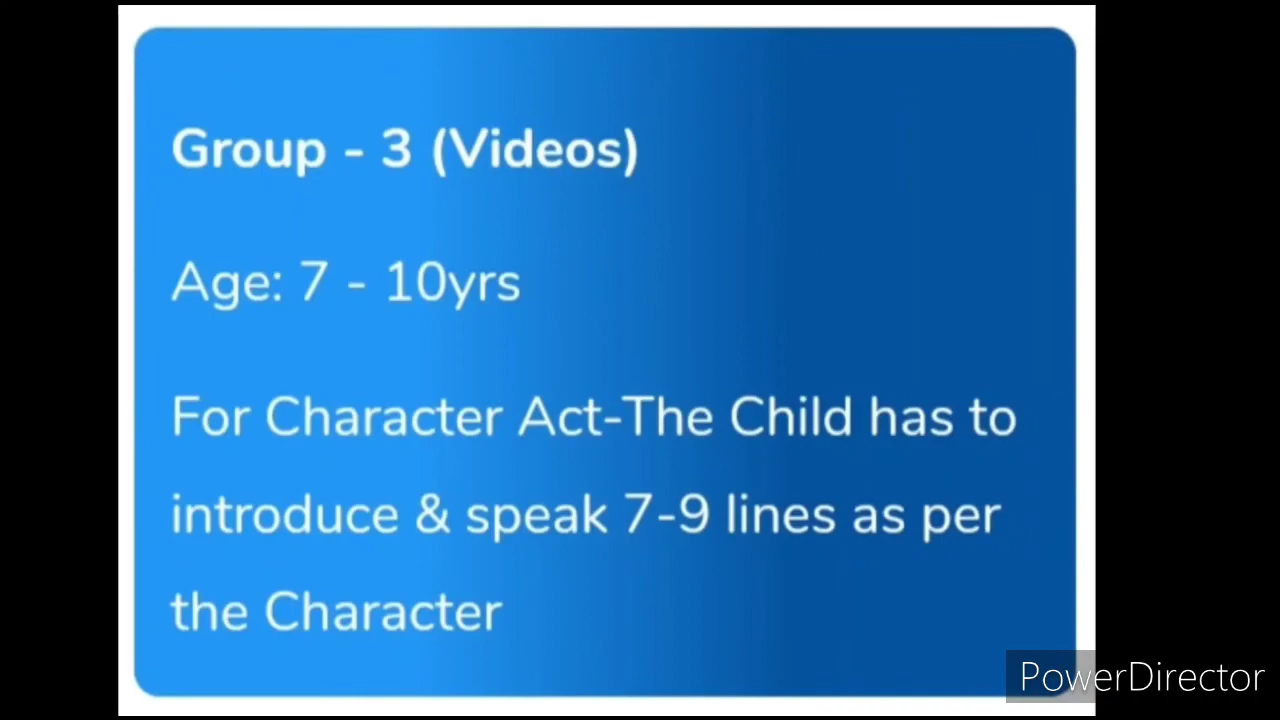 Group - 3 (Videos)
Age: 7 - 10yrs
For Character Act-The Child has to
introduce & speak 7-9 lines as per
the Character
PowerDirector